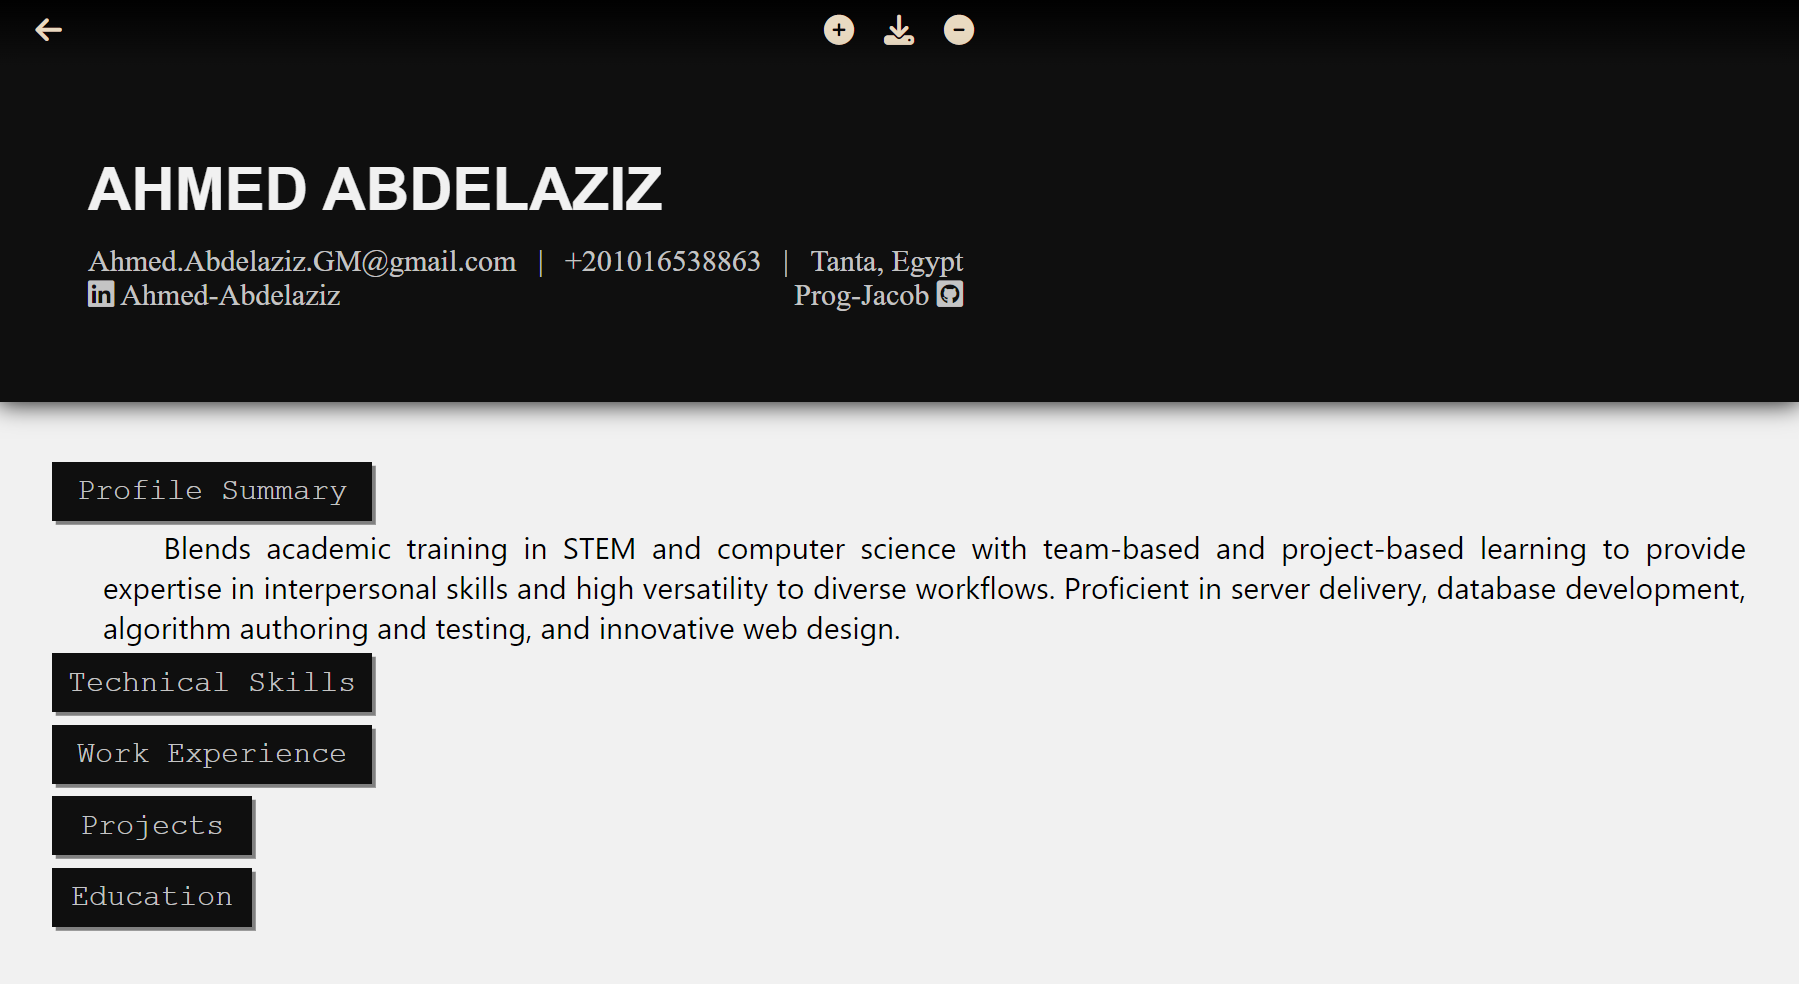 AHMED ABDELAZIZ
Ahmed.Abdelaziz.GM@gmail.com | +201016538863 | Tanta, Egypt
Ahmed-Abdelaziz Prog-Jacob
Profile Summary
Blends academic training in STEM and computer science with team-based and project-based learning to provide
expertise in interpersonal skills and high versatility to diverse workflows. Proficient in server delivery, database development,
algorithm authoring and testing, and innovative web design.
Technical Skills
Work Experience
Projects
Education